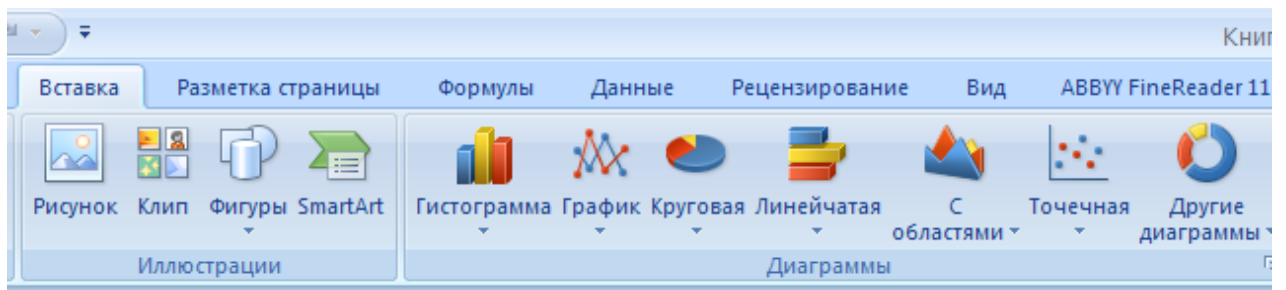 Книг
Вставка Разметка страницы Формулы Данные Рецензирование Вид ABBYY FineReader 11
Рисунок Клип Фигуры SmartArt Гистограмма График Круговая Линейчатая С областями Точечная Другие диаграммы
Иллюстрации Диаграммы